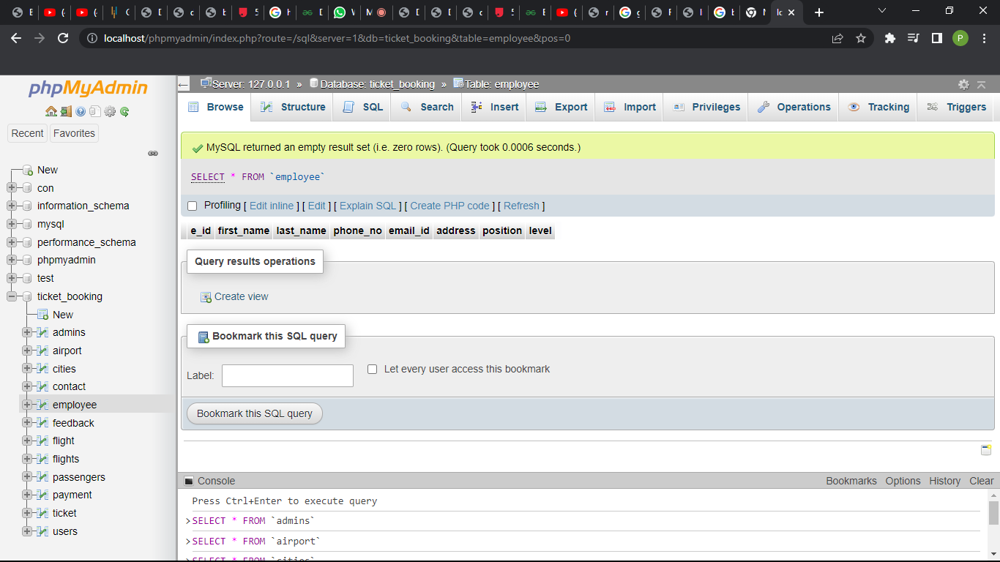 localhost/phpmyadmin/index.php?route=/sql&server=1&db=ticket_booking&table=employee&pos=0
P
phpMyAdmin
Recent Favorites
New
con
information_schema
mysql
performance_schema
phpmyadmin
test
ticket_booking
New
admins
airport
cities
contact
employee
feedback
flight
flights
passengers
payment
ticket
users
Server: 127.0.0.1 » Database: ticket_booking » Table: employee
Browse Structure SQL Search Insert Export Import Privileges Operations Tracking Triggers
MySQL returned an empty result set (i.e. zero rows). (Query took 0.0006 seconds.)
SELECT * FROM `employee`
Profiling [ Edit inline ] [ Edit ] [ Explain SQL ] [ Create PHP code ] [ Refresh ]
e_id first_name last_name phone_no email_id address position level
Query results operations
Create view
Bookmark this SQL query
Label: Let every user access this bookmark
Bookmark this SQL query
Console Bookmarks Options History Clear
Press Ctrl+Enter to execute query
>SELECT * FROM `admins`
>SELECT * FROM `airport`
>SELECT * FROM `cities`